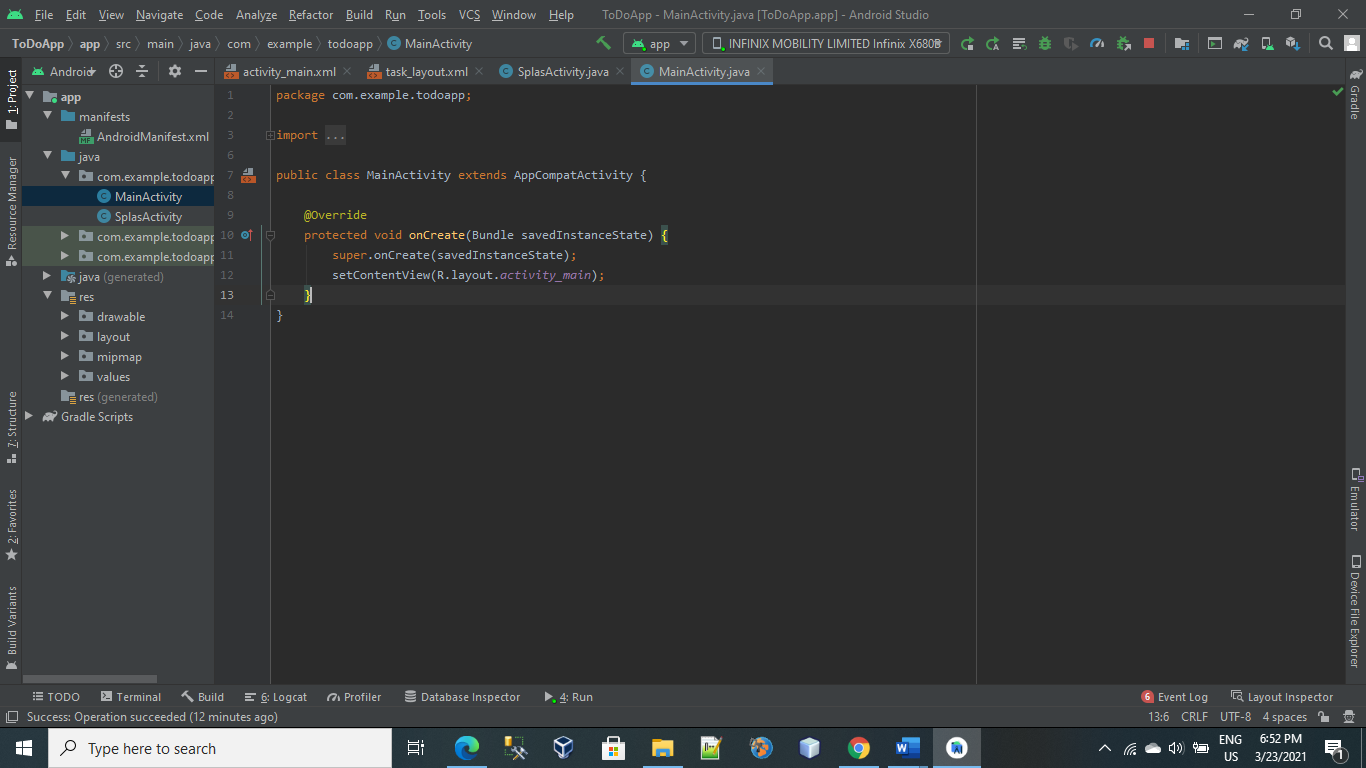 File Edit View Navigate Code Analyze Refactor Build Run Tools VCS Window Help ToDoApp - MainActivity.java [ToDoApp.app] - Android Studio
ToDoApp app src main java com example todoapp MainActivity app INFINIX MOBILITY LIMITED Infinix X680B
Android activity_main.xml task_layout.xml SplasActivity.java MainActivity.java
1: Project
Resource Manager
7: Structure
2: Favorites
Build Variants
app
manifests
AndroidManifest.xml
java
com.example.todoapp
MainActivity
SplasActivity
com.example.todoapp
com.example.todoapp
java (generated)
res
drawable
layout
mipmap
values
res (generated)
Gradle Scripts
1 package com.example.todoapp;
2
3 import ...
6
7 public class MainActivity extends AppCompatActivity {
8
9 @Override
10 protected void onCreate(Bundle savedInstanceState) {
11 super.onCreate(savedInstanceState);
12 setContentView(R.layout.activity_main);
13 }
14 }
Gradle
Emulator
Device File Explorer
TODO Terminal Build 6: Logcat Profiler Database Inspector 4: Run 6 Event Log Layout Inspector
Success: Operation succeeded (12 minutes ago) 13:6 CRLF UTF-8 4 spaces
Type here to search ENG 6:52 PM
US 3/23/2021 1